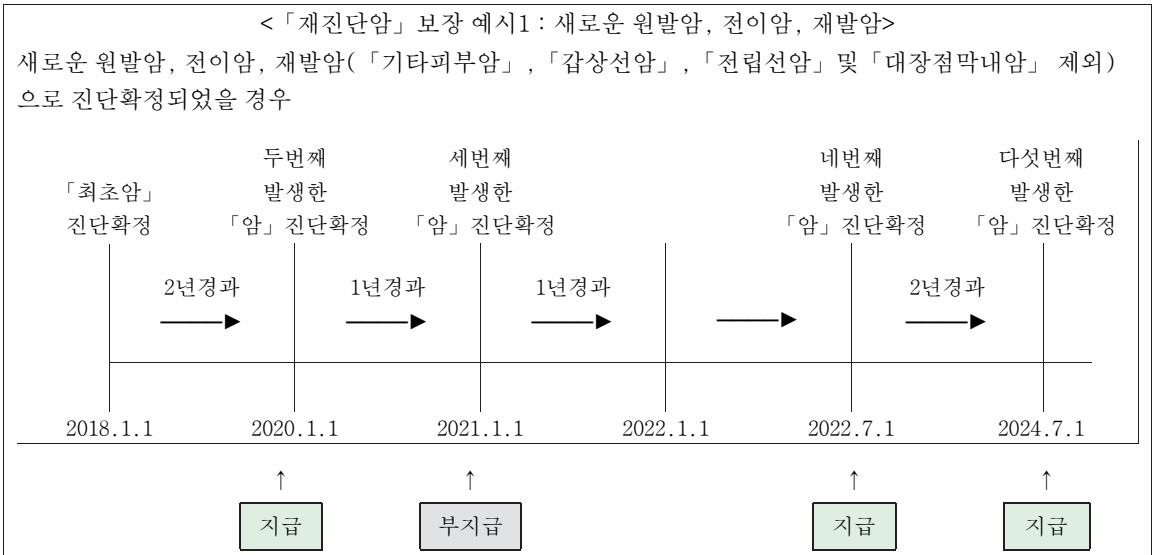 <「재진단암」보장 예시1 : 새로운 원발암, 전이암, 재발암>
새로운 원발암, 전이암, 재발암(「기타피부암」,「갑상선암」,「전립선암」및「대장점막내암」 제외)
으로 진단확정되었을 경우
두번째 세번째 네번째 다섯번째
「최초암」 발생한 발생한 발생한 발생한
진단확정 「암」진단확정 「암」진단확정 「암」진단확정 「암」진단확정
2년경과 1년경과 1년경과 2년경과
2018.1.1 2020.1.1 2021.1.1 2022.1.1 2022.7.1 2024.7.1
↑ ↑ ↑ ↑
지급 부지급 지급 지급